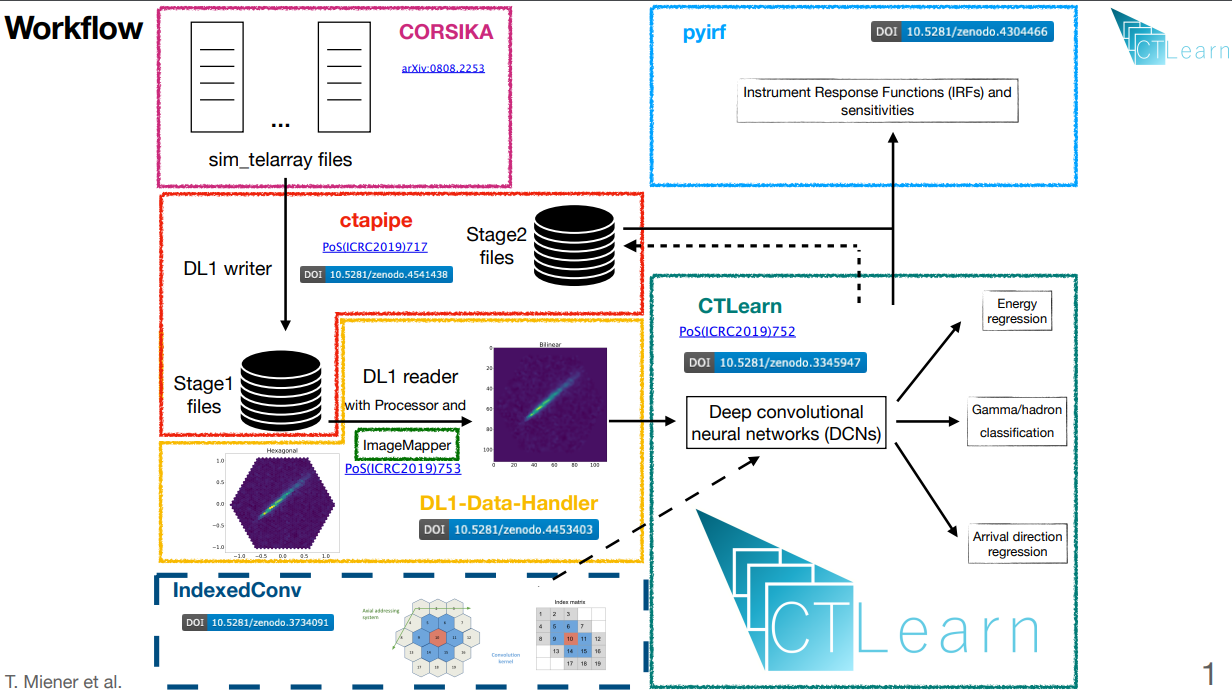 Workflow
CORSIKA
arXiv:0808.2253
...
sim_telarray files
pyirf
DOI 10.5281/zenodo.4304466
Instrument Response Functions (IRFs) and
sensitivities
CTLearn
ctapipe
PoS(ICRC2019)717
DOI 10.5281/zenodo.4541438
DL1 writer
Stage2
files
Stage1
files
DL1 reader
with Processor and
ImageMapper
PoS(ICRC2019)753
Bilinear
0
20
40
60
80
100
0 20 40 60 80 100
Hexagonal
1.0
0.5
0.0
−0.5
−1.0
−1.0 −0.5 0.0 0.5 1.0
DL1-Data-Handler
DOI 10.5281/zenodo.4453403
CTLearn
PoS(ICRC2019)752
DOI 10.5281/zenodo.3345947
Deep convolutional
neural networks (DCNs)
Energy
regression
Gamma/hadron
classification
Arrival direction
regression
CTLearn
IndexedConv
DOI 10.5281/zenodo.3734091
Axial addressing
system
Convolution
kernel
Index matrix
1 2 3
4 5 6 7
8 9 10 11 12
13 14 15 16
17 18 19
T. Miener et al.
1